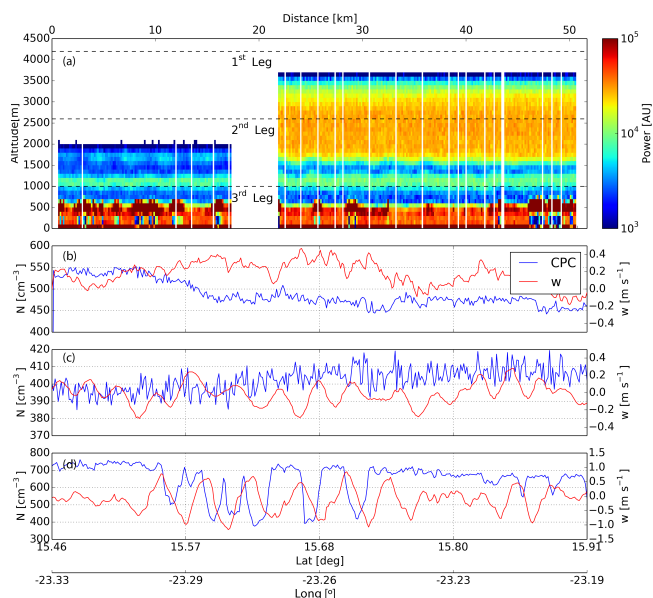 Distance [km]
0 10 20 30 40 50
4500
4000
3500
3000
2500
2000
1500
1000
500
0
Altitude[m]
(a)
1st Leg
2nd Leg
3rd Leg
10^5
10^4
10^3
Power [AU]
600
550
500
450
400
N [cm−3]
(b)
CPC
w
0.4
0.2
0.0
−0.2
−0.4
w [m s−1]
420
410
400
390
380
370
N [cm−3]
(c)
0.4
0.2
0.0
−0.2
−0.4
w [m s−1]
800
700
600
500
400
300
N [cm−3]
(d)
1.0
0.5
0.0
−0.5
−1.0
−1.5
w [m s−1]
15.46 15.57 15.68 15.80 15.91
Lat [deg]
-23.33 -23.29 -23.26 -23.23 -23.19
Long [o]